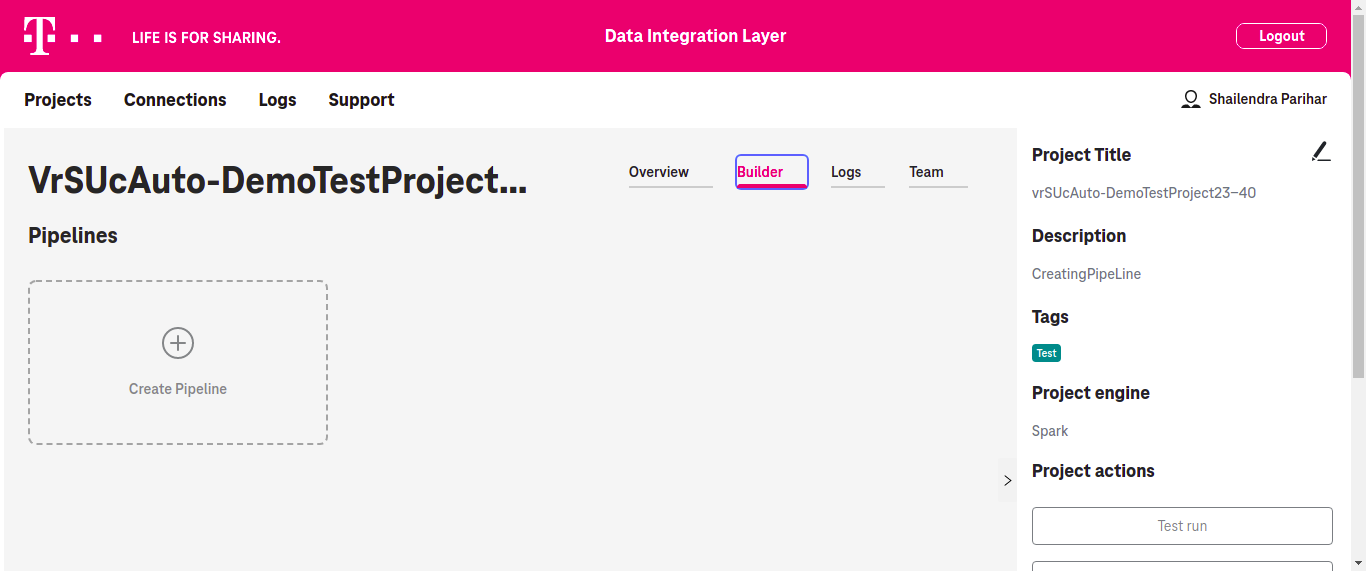 T
LIFE IS FOR SHARING.
Data Integration Layer
Logout
Projects
Connections
Logs
Support
Shailendra Parihar
VrSUcAuto-DemoTestProject...
Overview
Builder
Logs
Team
Pipelines
Create Pipeline
Project Title
vrSUcAuto-DemoTestProject23-40
Description
CreatingPipeLine
Tags
Test
Project engine
Spark
Project actions
Test run